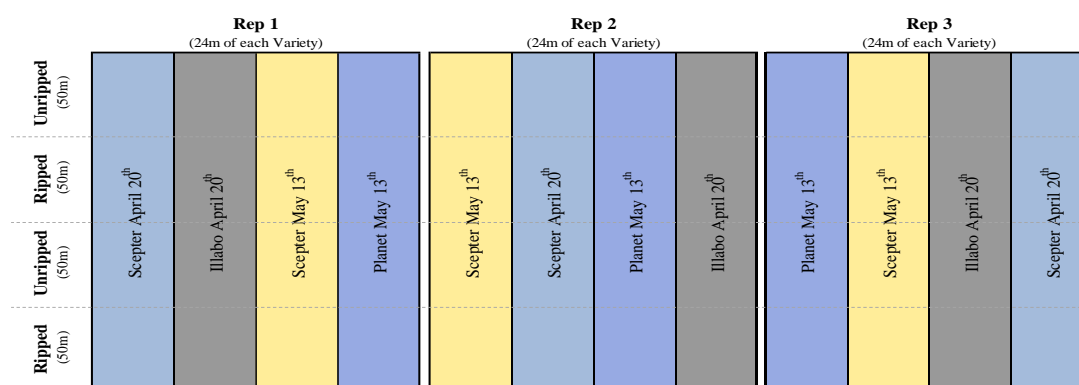 Rep 1
(24m of each Variety)
Rep 2
(24m of each Variety)
Rep 3
(24m of each Variety)
Unripped
(50m)
Ripped
(50m)
Unripped
(50m)
Ripped
(50m)
Scepter April 20th
Illabo April 20th
Scepter May 13th
Planet May 13th
Scepter May 13th
Scepter April 20th
Planet May 13th
Illabo April 20th
Planet May 13th
Scepter May 13th
Illabo April 20th
Scepter April 20th